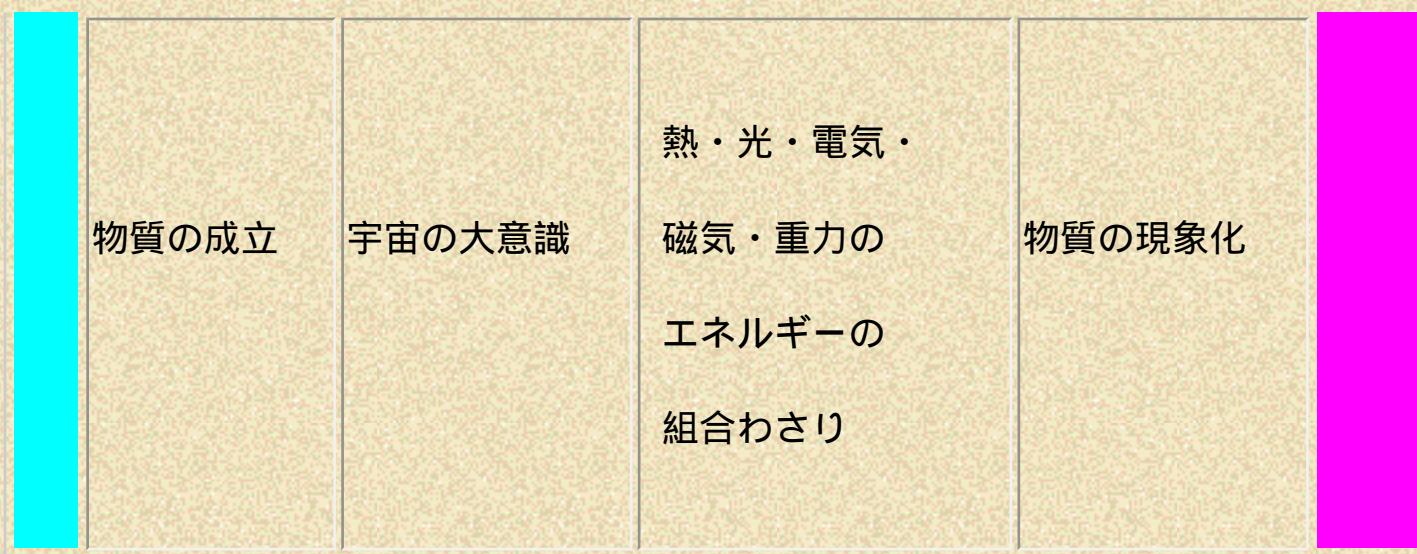 物質の成立
宇宙の大意識
熱・光・電気・
磁気・重力の
エネルギーの
組合わさり
物質の現象化